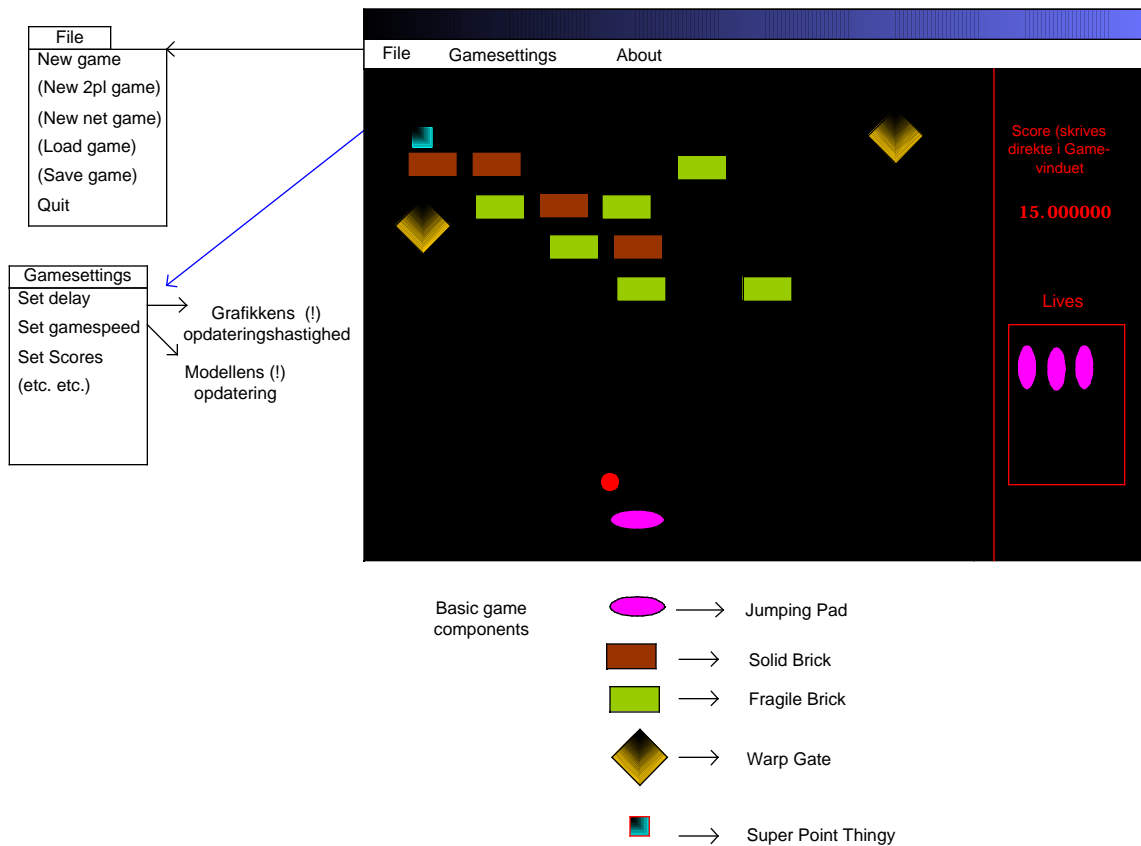 File
New game
(New 2pl game)
(New net game)
(Load game)
(Save game)
Quit
Gamesettings
Set delay
Set gamespeed
Set Scores
(etc. etc.)
Grafikkens (!)
opdateringshastighed
Modellens (!)
opdatering
File Gamesettings About
Score (skrives
direkte i Game-
vinduet
15.000000
Lives
Basic game
components
Jumping Pad
Solid Brick
Fragile Brick
Warp Gate
Super Point Thingy